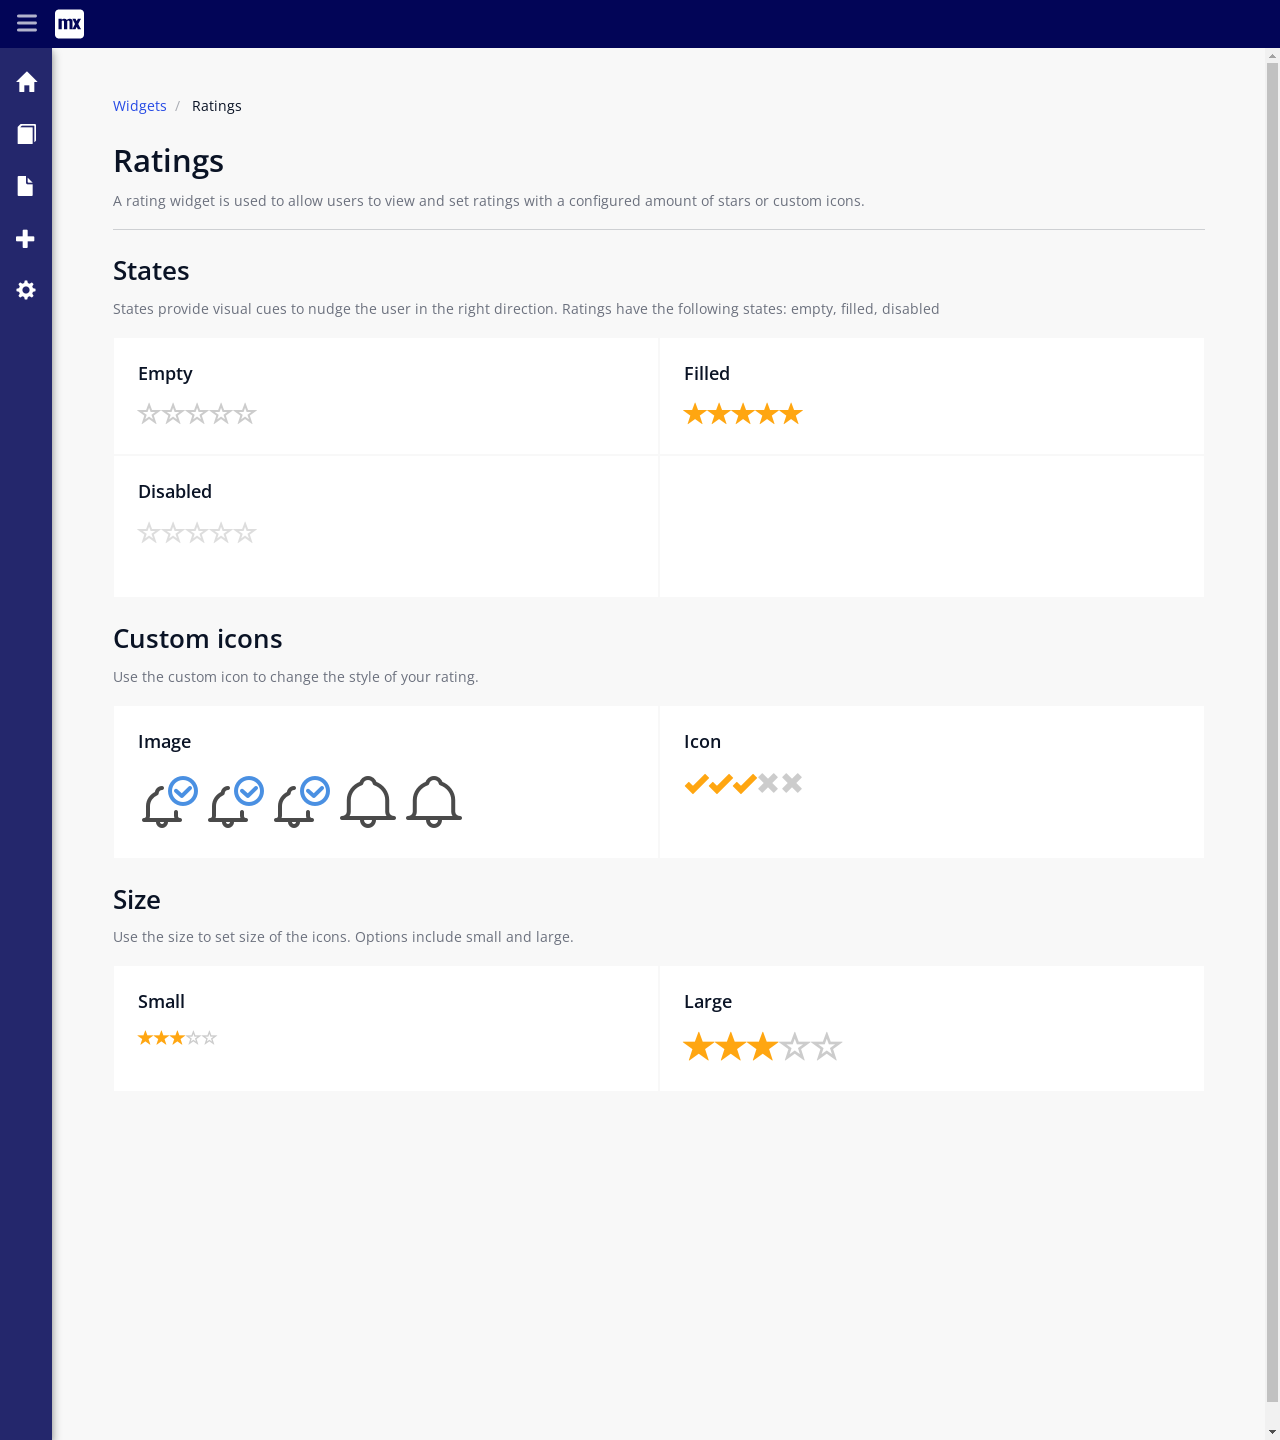 mx
Widgets / Ratings
Ratings
A rating widget is used to allow users to view and set ratings with a configured amount of stars or custom icons.
States
States provide visual cues to nudge the user in the right direction. Ratings have the following states: empty, filled, disabled
Empty
Filled
Disabled
Custom icons
Use the custom icon to change the style of your rating.
Image
Icon
Size
Use the size to set size of the icons. Options include small and large.
Small
Large